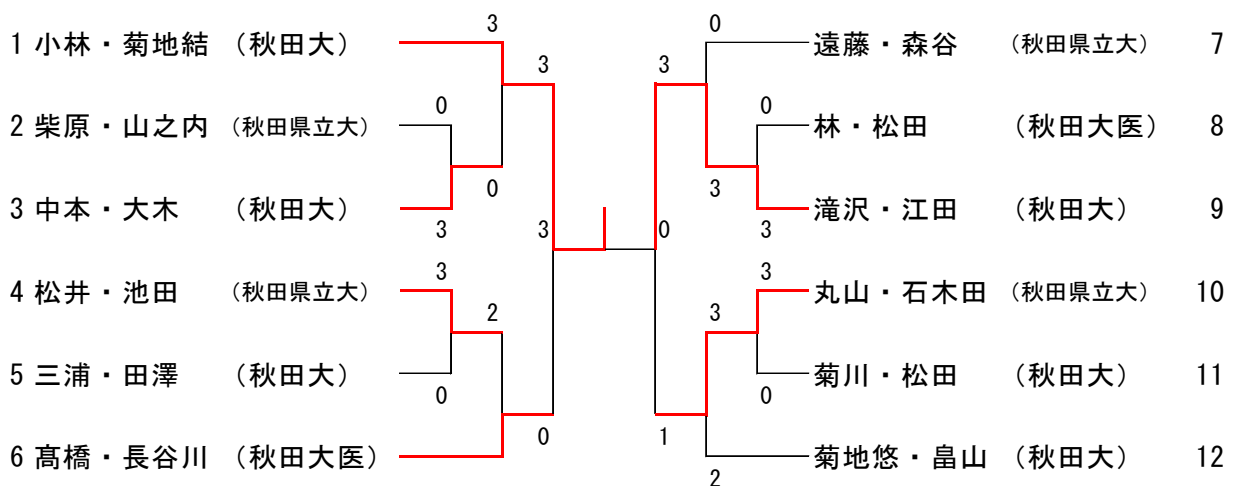 3 0
1 小林・菊地結 (秋田大) 遠藤・森谷 (秋田県立大) 7
3 3
0 0
2 柴原・山之内 (秋田県立大) 林・松田 (秋田大医) 8
0 3
3 中本・大木 (秋田大) 滝沢・江田 (秋田大) 9
3 3 0 3
3 3
4 松井・池田 (秋田県立大) 丸山・石木田 (秋田県立大) 10
2 3
5 三浦・田澤 (秋田大) 菊川・松田 (秋田大) 11
0 0
0 1
6 髙橋・長谷川 (秋田大医) 菊地悠・畠山 (秋田大) 12
2